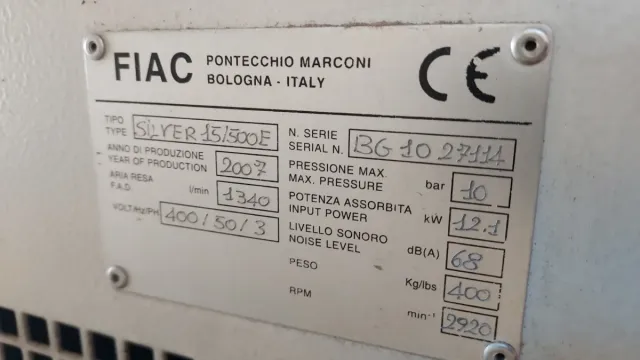 FIAC PONTECCHIO MARCONI
BOLOGNA - ITALY
CE
TIPO
TYPE SILVER 15/500E
ANNO DI PRODUZIONE
YEAR OF PRODUCTION 2007
ARIA RESA
F.A.D. l/min 1340
VOLT/Hz/PH 400/50/3
N. SERIE
SERIAL N. BG 10 27114
PRESSIONE MAX.
MAX. PRESSURE bar 10
POTENZA ASSORBITA
INPUT POWER kW 12.1
LIVELLO SONORO
NOISE LEVEL dB(A) 68
PESO Kg/lbs 400
RPM min⁻¹ 2920